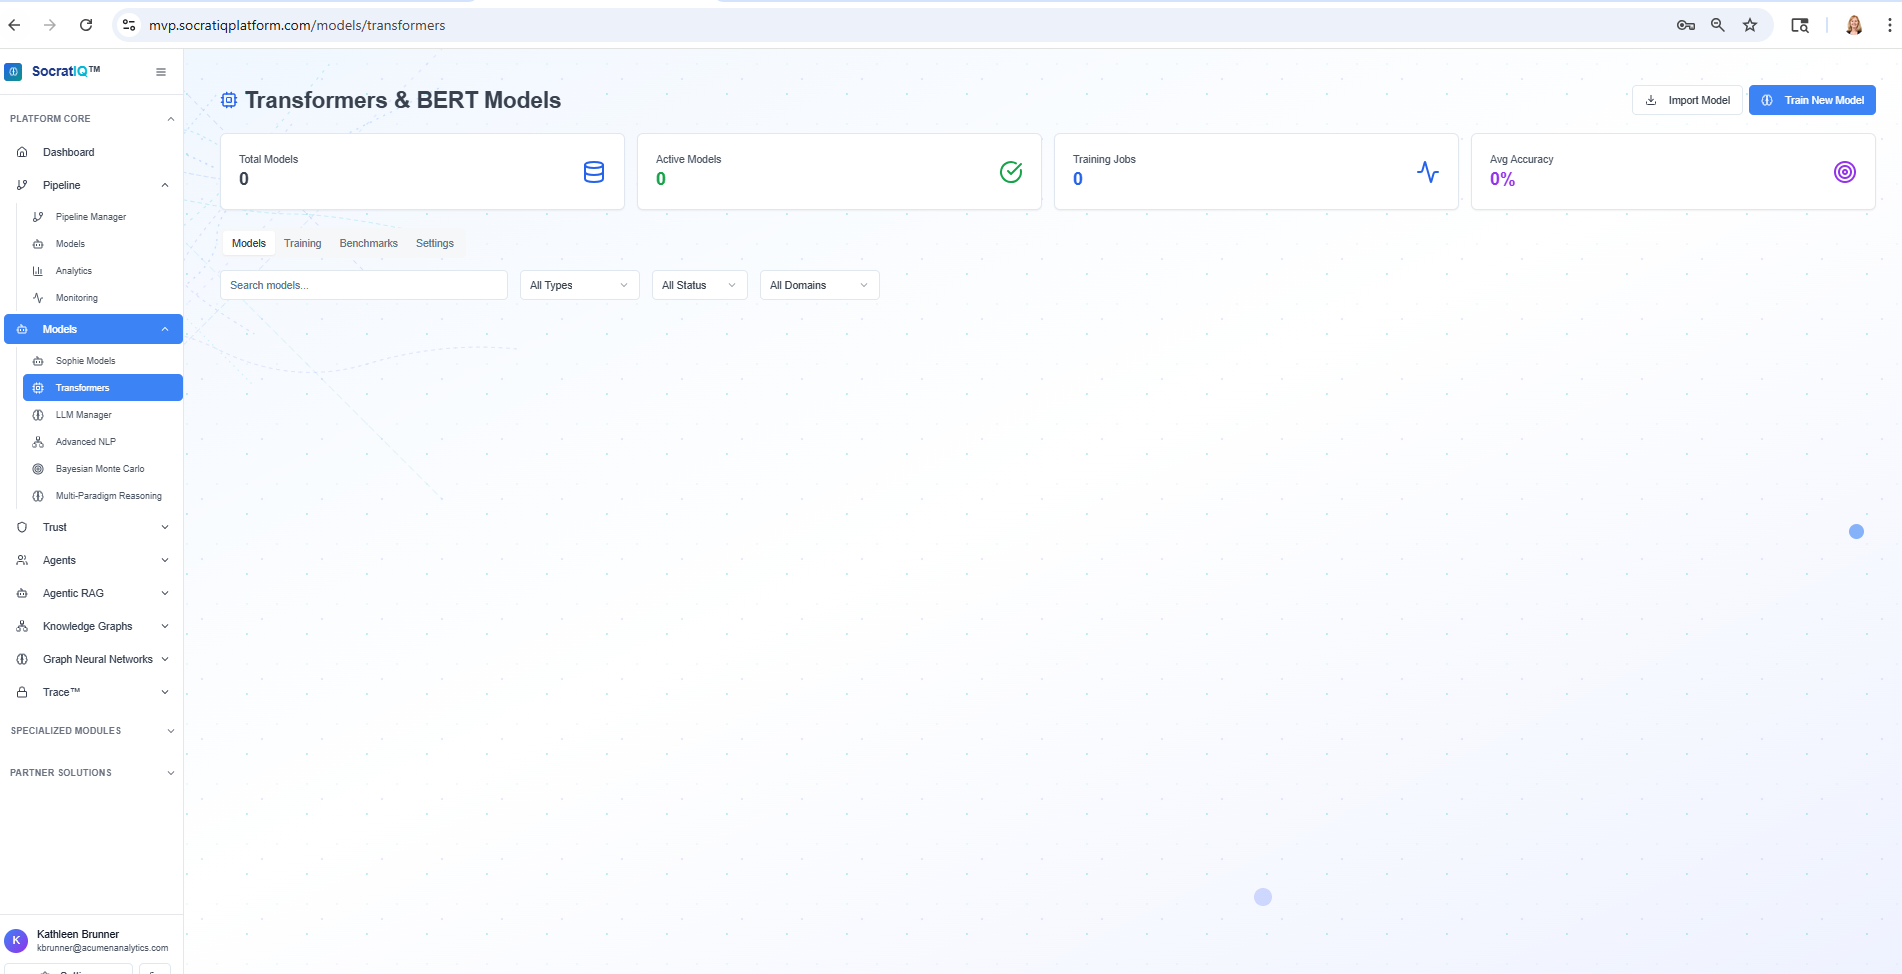 mvp.socratiqplatform.com/models/transformers
SocratIQ™
PLATFORM CORE
Dashboard
Pipeline
Pipeline Manager
Models
Analytics
Monitoring
Models
Sophie Models
Transformers
LLM Manager
Advanced NLP
Bayesian Monte Carlo
Multi-Paradigm Reasoning
Trust
Agents
Agentic RAG
Knowledge Graphs
Graph Neural Networks
Trace™
SPECIALIZED MODULES
PARTNER SOLUTIONS
K
Kathleen Brunner
kbrunner@acumenanalytics.com
Transformers & BERT Models
Import Model
Train New Model
Total Models
0
Active Models
0
Training Jobs
0
Avg Accuracy
0%
Models Training Benchmarks Settings
Search models... All Types All Status All Domains